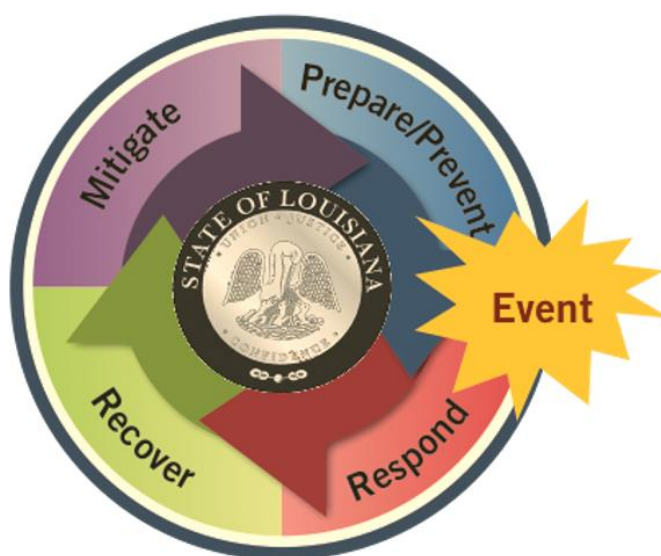 Mitigate
Prepare/Prevent
STATE OF LOUISIANA
UNION · JUSTICE
CONFIDENCE
Event
Recover
Respond